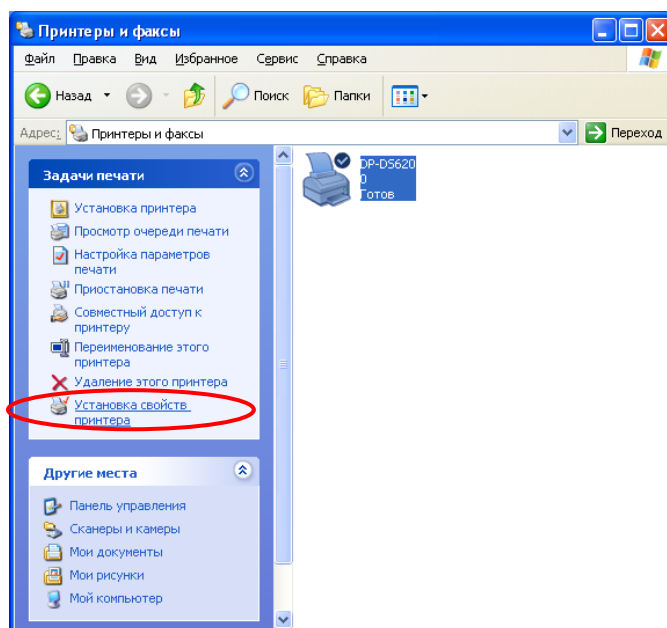 Принтеры и факсы
Файл Правка Вид Избранное Сервис Справка
Назад Поиск Папки
Адрес: Принтеры и факсы Переход
Задачи печати
Установка принтера
Просмотр очереди печати
Настройка параметров
печати
Приостановка печати
Совместный доступ к
принтеру
Переименование этого
принтера
Удаление этого принтера
Установка свойств
принтера
Другие места
Панель управления
Сканеры и камеры
Мои документы
Мои рисунки
Мой компьютер
DP-DS620
0
Готов